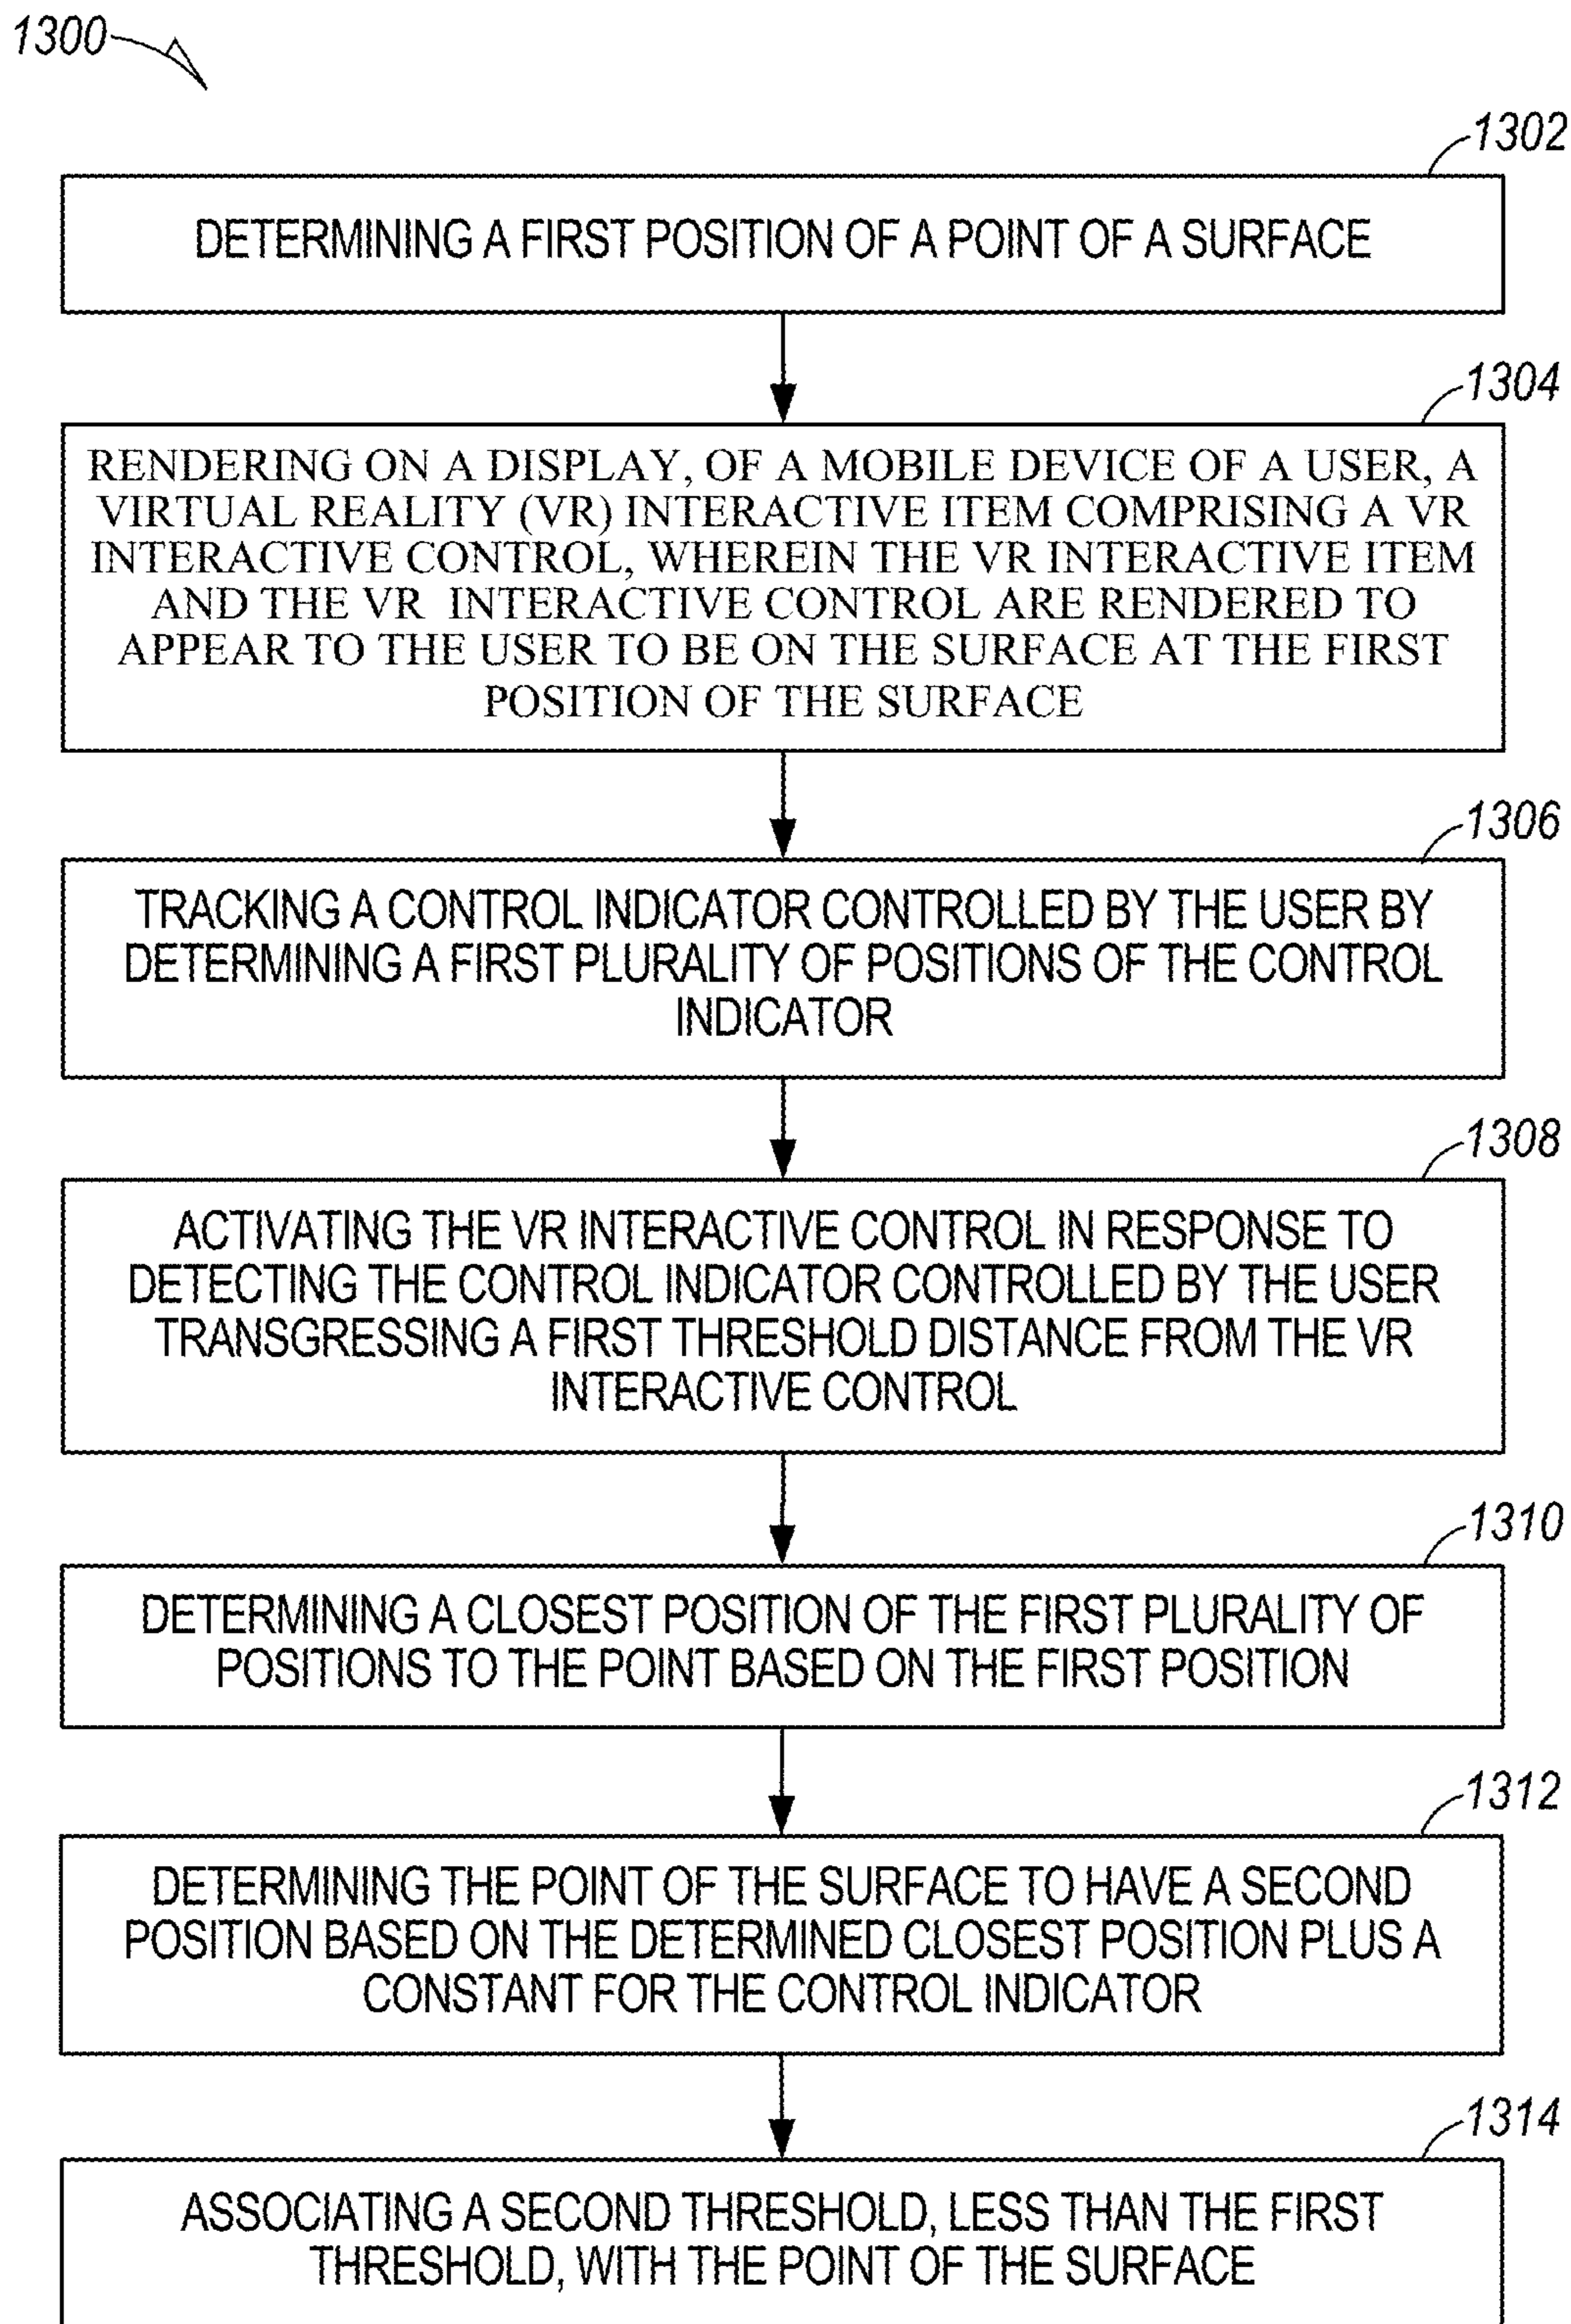 1300
1302
DETERMINING A FIRST POSITION OF A POINT OF A SURFACE
1304
RENDERING ON A DISPLAY, OF A MOBILE DEVICE OF A USER, A
VIRTUAL REALITY (VR) INTERACTIVE ITEM COMPRISING A VR
INTERACTIVE CONTROL, WHEREIN THE VR INTERACTIVE ITEM
AND THE VR INTERACTIVE CONTROL ARE RENDERED TO
APPEAR TO THE USER TO BE ON THE SURFACE AT THE FIRST
POSITION OF THE SURFACE
1306
TRACKING A CONTROL INDICATOR CONTROLLED BY THE USER BY
DETERMINING A FIRST PLURALITY OF POSITIONS OF THE CONTROL
INDICATOR
1308
ACTIVATING THE VR INTERACTIVE CONTROL IN RESPONSE TO
DETECTING THE CONTROL INDICATOR CONTROLLED BY THE USER
TRANSGRESSING A FIRST THRESHOLD DISTANCE FROM THE VR
INTERACTIVE CONTROL
1310
DETERMINING A CLOSEST POSITION OF THE FIRST PLURALITY OF
POSITIONS TO THE POINT BASED ON THE FIRST POSITION
1312
DETERMINING THE POINT OF THE SURFACE TO HAVE A SECOND
POSITION BASED ON THE DETERMINED CLOSEST POSITION PLUS A
CONSTANT FOR THE CONTROL INDICATOR
1314
ASSOCIATING A SECOND THRESHOLD, LESS THAN THE FIRST
THRESHOLD, WITH THE POINT OF THE SURFACE